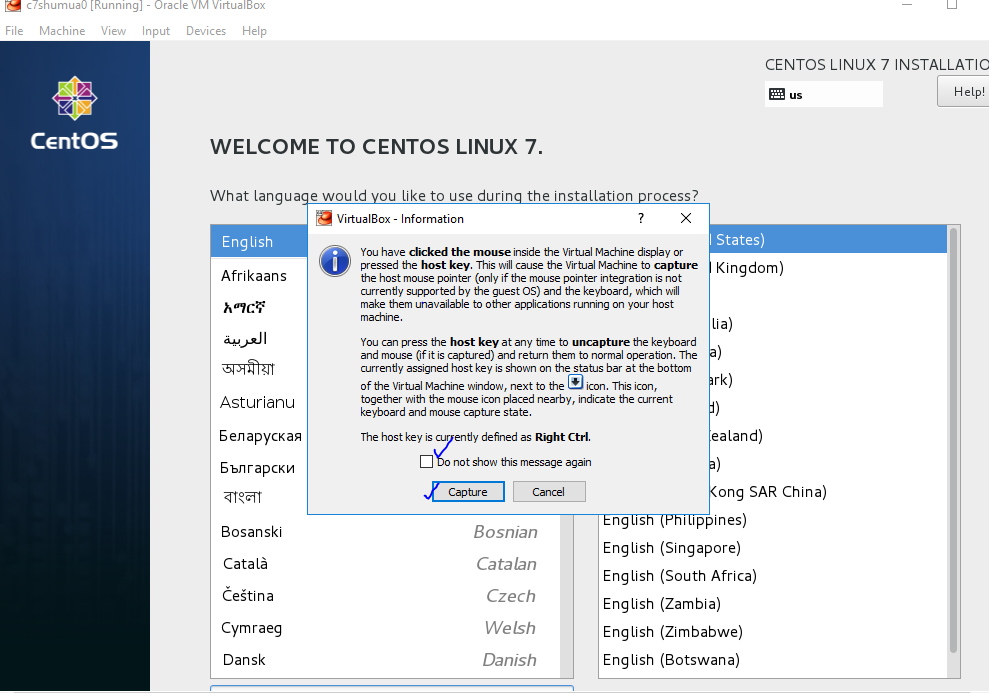 c7shumua0 [Running] - Oracle VM VirtualBox
File Machine View Input Devices Help
CentOS
CENTOS LINUX 7 INSTALLATIO
us
Help!
WELCOME TO CENTOS LINUX 7.
What language would you like to use during the installation process?
VirtualBox - Information
?
You have clicked the mouse inside the Virtual Machine display or
pressed the host key. This will cause the Virtual Machine to capture
the host mouse pointer (only if the mouse pointer integration is not
currently supported by the guest OS) and the keyboard, which will
make them unavailable to other applications running on your host
machine.
You can press the host key at any time to uncapture the keyboard
and mouse (if it is captured) and return them to normal operation. The
currently assigned host key is shown on the status bar at the bottom
of the Virtual Machine window, next to the icon. This icon,
together with the mouse icon placed nearby, indicate the current
keyboard and mouse capture state.
The host key is currently defined as Right Ctrl.
Do not show this message again
Capture
Cancel
English
Afrikaans
አማርኛ
العربية
অসমীয়া
Asturianu
Беларуская
Български
বাংলা
Bosanski Bosnian
Català Catalan
Čeština Czech
Cymraeg Welsh
Dansk Danish
States)
Kingdom)
lia)
a)
ark)
d)
ealand)
a)
Kong SAR China)
English (Philippines)
English (Singapore)
English (South Africa)
English (Zambia)
English (Zimbabwe)
English (Botswana)